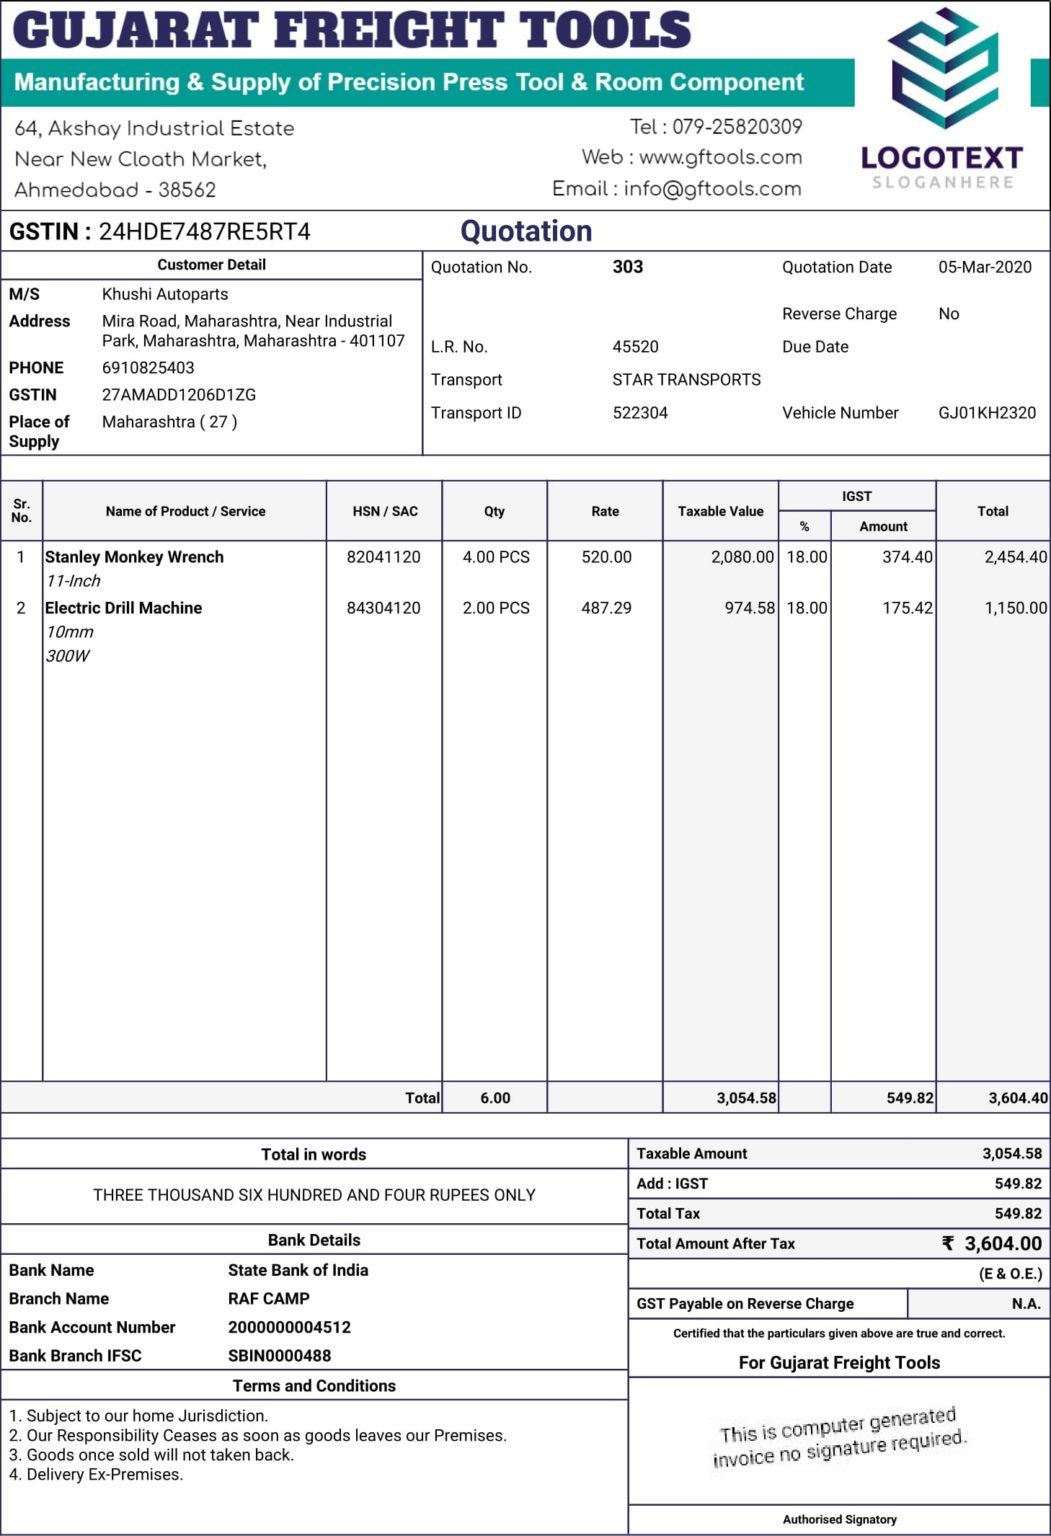 GUJARAT FREIGHT TOOLS
Manufacturing & Supply of Precision Press Tool & Room Component
64, Akshay Industrial Estate
Near New Cloath Market,
Ahmedabad - 38562
Tel : 079-25820309
Web : www.gftools.com
Email : info@gftools.com
LOGOTEXT
SLOGANHERE
GSTIN : 24HDE7487RE5RT4
Quotation
Customer Detail
M/S Khushi Autoparts
Address Mira Road, Maharashtra, Near Industrial
Park, Maharashtra, Maharashtra - 401107
PHONE 6910825403
GSTIN 27AMADD1206D1ZG
Place of Supply Maharashtra ( 27 )
Quotation No. 303 Quotation Date 05-Mar-2020
Reverse Charge No
L.R. No. 45520 Due Date
Transport STAR TRANSPORTS
Transport ID 522304 Vehicle Number GJ01KH2320
Sr. No. Name of Product / Service HSN / SAC Qty Rate Taxable Value IGST % Amount Total
1 Stanley Monkey Wrench 82041120 4.00 PCS 520.00 2,080.00 18.00 374.40 2,454.40
11-Inch
2 Electric Drill Machine 84304120 2.00 PCS 487.29 974.58 18.00 175.42 1,150.00
10mm
300W
Total 6.00 3,054.58 549.82 3,604.40
Total in words
THREE THOUSAND SIX HUNDRED AND FOUR RUPEES ONLY
Bank Details
Bank Name State Bank of India
Branch Name RAF CAMP
Bank Account Number 2000000004512
Bank Branch IFSC SBIN0000488
Terms and Conditions
1. Subject to our home Jurisdiction.
2. Our Responsibility Ceases as soon as goods leaves our Premises.
3. Goods once sold will not taken back.
4. Delivery Ex-Premises.
Taxable Amount 3,054.58
Add : IGST 549.82
Total Tax 549.82
Total Amount After Tax ₹ 3,604.00
(E & O.E.)
GST Payable on Reverse Charge N.A.
Certified that the particulars given above are true and correct.
For Gujarat Freight Tools
This is computer generated
invoice no signature required.
Authorised Signatory